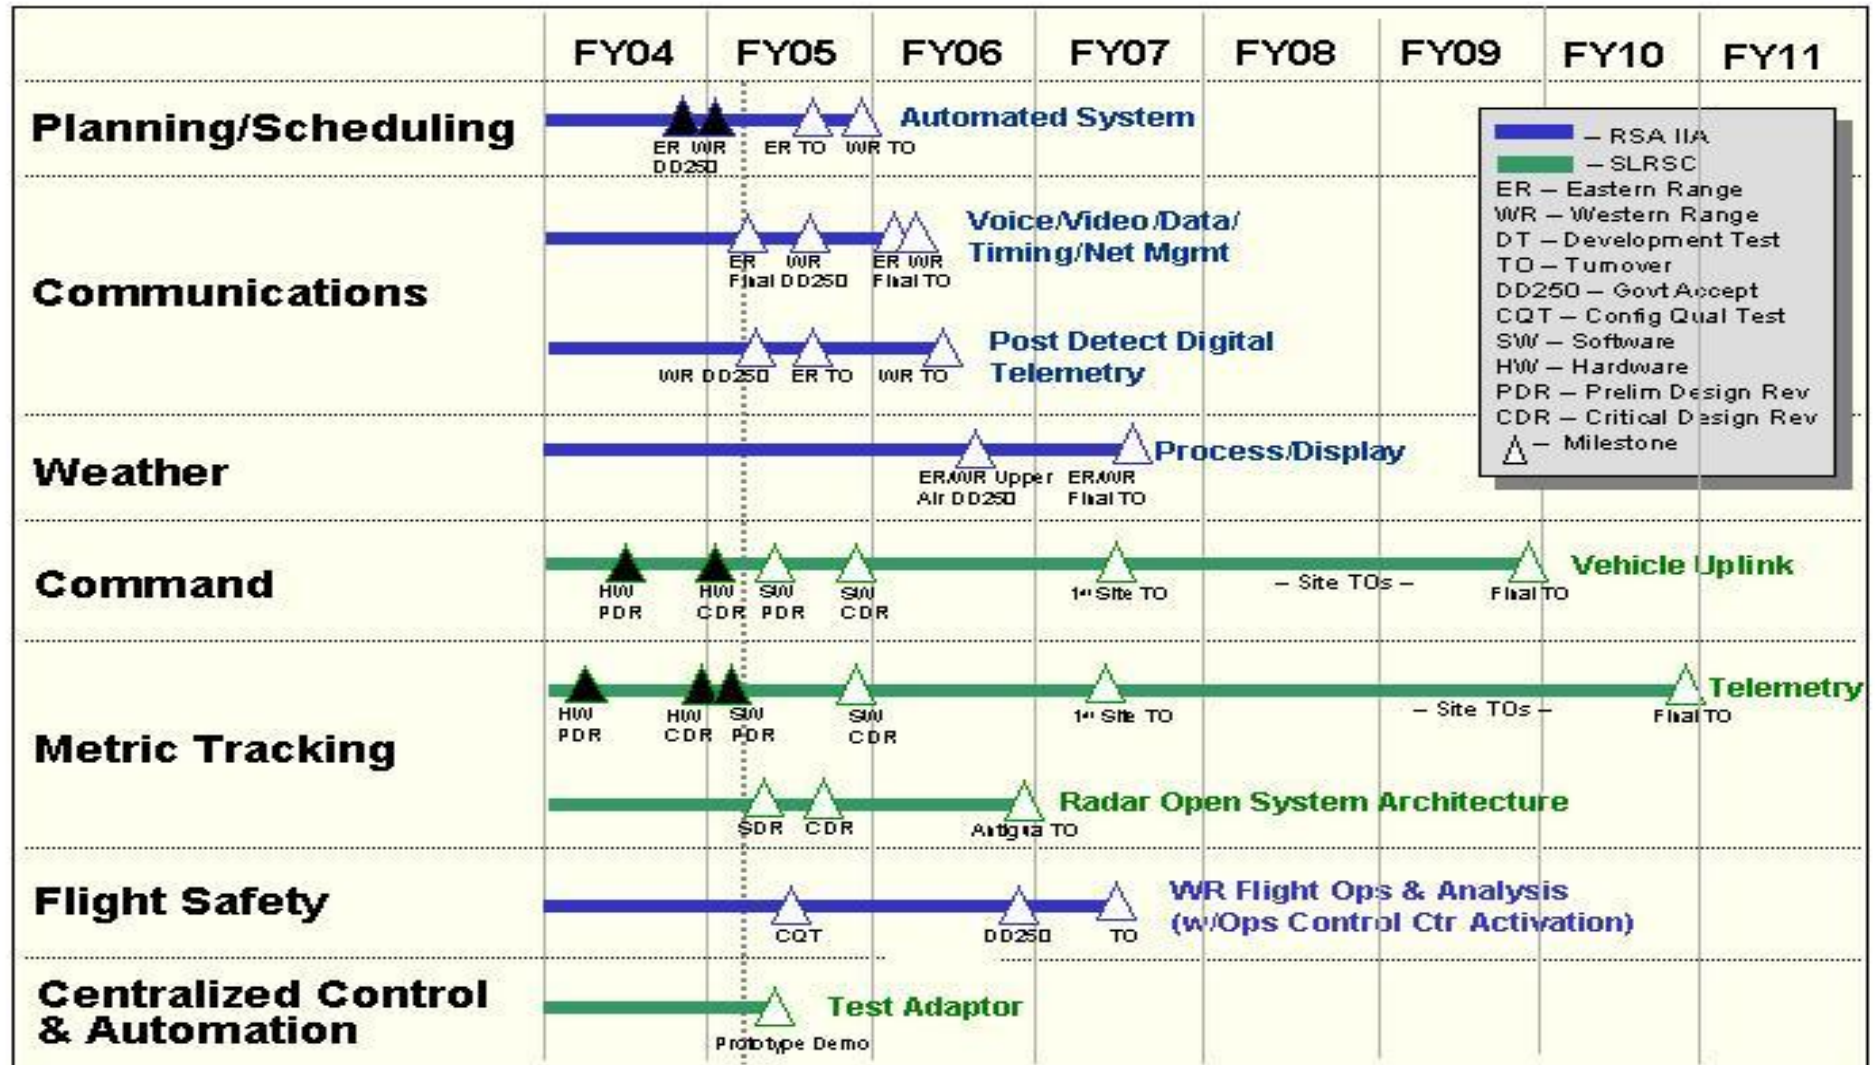 FY04 FY05 FY06 FY07 FY08 FY09 FY10 FY11
Planning/Scheduling
Automated System
ER WR ER TO WR TO
DD250
– RSA IIA
– SLRSC
ER – Eastern Range
WR – Western Range
DT – Development Test
TO – Turnover
DD250 – Govt Accept
CQT – Config Qual Test
SW – Software
HW – Hardware
PDR – Prelim Design Rev
CDR – Critical Design Rev
– Milestone
Communications
Voice/Video/Data/
Timing/Net Mgmt
ER WR ER WR
Final DD250 Final TO
Post Detect Digital
Telemetry
WR DD250 ER TO WR TO
Weather
Process/Display
ER/WR Upper ER/WR
Air DD250 Final TO
Command
Vehicle Uplink
HW HW SW SW 1st Site TO – Site TOs – Final TO
PDR CDR PDR CDR
Metric Tracking
Telemetry
HW HW SW SW 1st Site TO – Site TOs – Final TO
PDR CDR PDR CDR
Radar Open System Architecture
SDR CDR Antigua TO
Flight Safety
WR Flight Ops & Analysis
(w/Ops Control Ctr Activation)
CQT DD250 TO
Centralized Control
& Automation
Test Adaptor
Prototype Demo